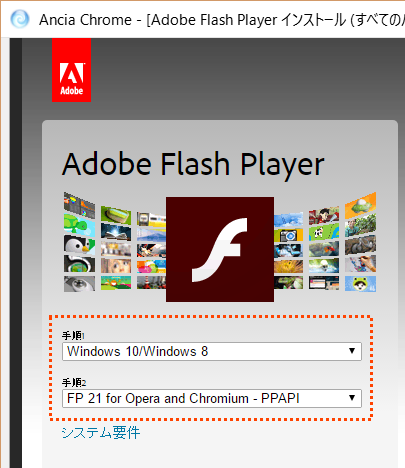 Ancia Chrome - [Adobe Flash Player インストール (すべての
Adobe
Adobe Flash Player
手順1
Windows 10/Windows 8
手順2
FP 21 for Opera and Chromium - PPAPI
システム要件